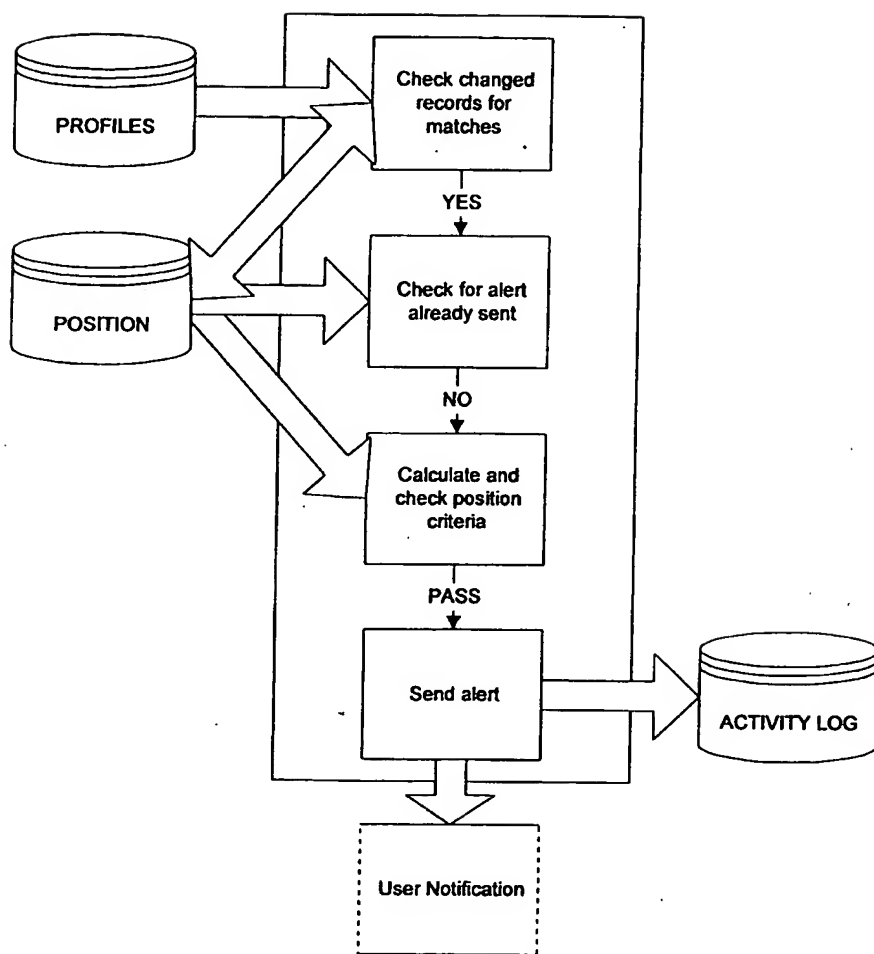 PROFILES
Check changed
records for
matches
YES
POSITION
Check for alert
already sent
NO
Calculate and
check position
criteria
PASS
Send alert
ACTIVITY LOG
User Notification